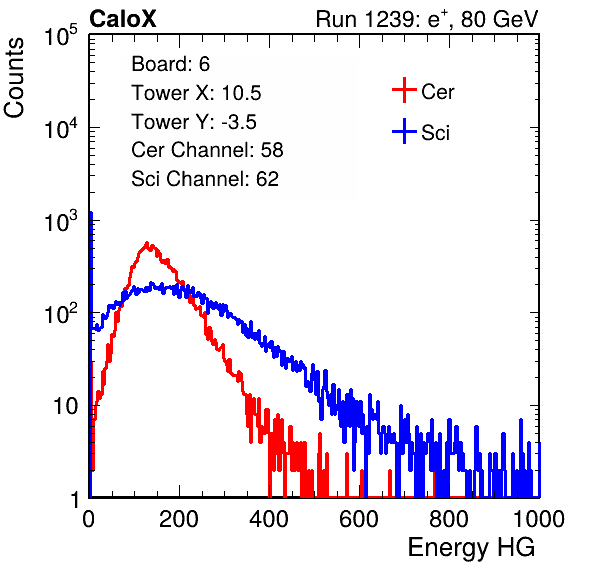 CaloX Run 1239: e⁺, 80 GeV
Counts
Board: 6
Tower X: 10.5
Tower Y: -3.5
Cer Channel: 58
Sci Channel: 62
Cer
Sci
10⁵
10⁴
10³
10²
10
1
0 200 400 600 800 1000
Energy HG